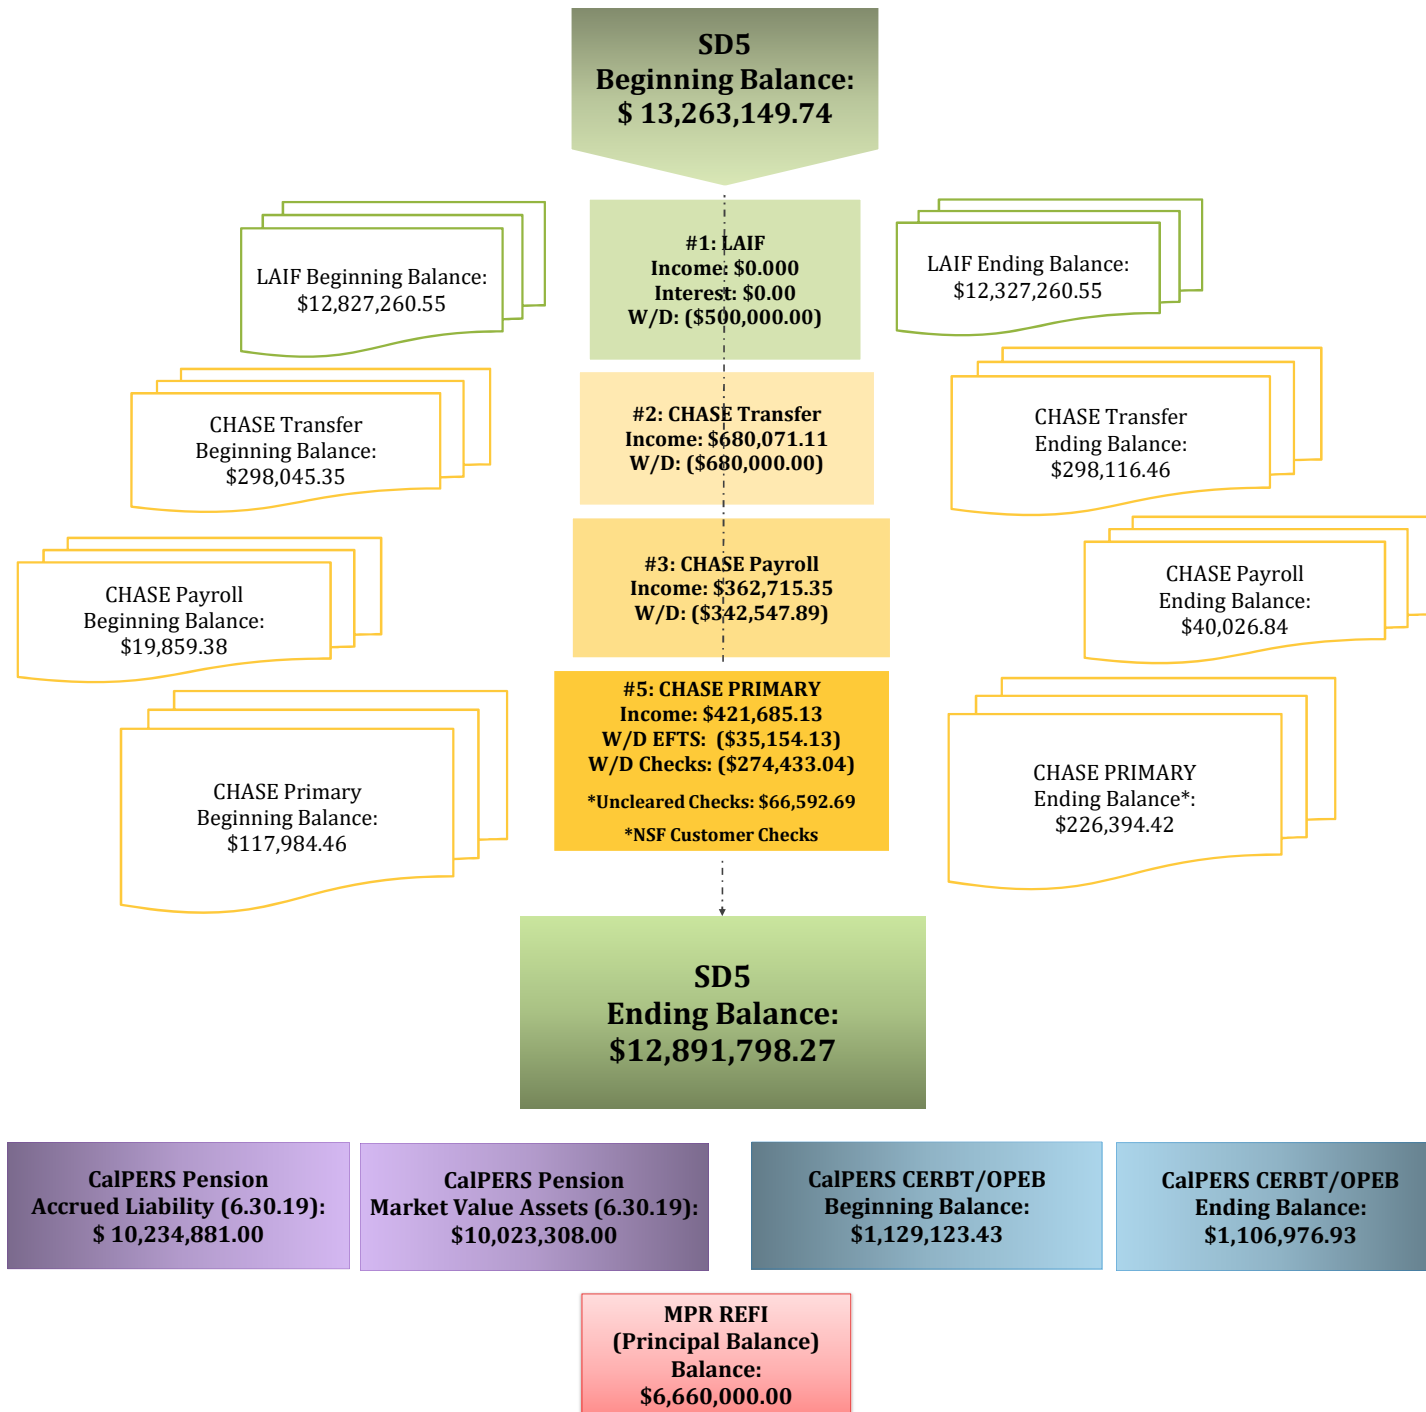 SD5
Beginning Balance:
$ 13,263,149.74
LAIF Beginning Balance:
$12,827,260.55
#1: LAIF
Income: $0.000
Interest: $0.00
W/D: ($500,000.00)
LAIF Ending Balance:
$12,327,260.55
CHASE Transfer
Beginning Balance:
$298,045.35
#2: CHASE Transfer
Income: $680,071.11
W/D: ($680,000.00)
CHASE Transfer
Ending Balance:
$298,116.46
CHASE Payroll
Beginning Balance:
$19,859.38
#3: CHASE Payroll
Income: $362,715.35
W/D: ($342,547.89)
CHASE Payroll
Ending Balance:
$40,026.84
CHASE Primary
Beginning Balance:
$117,984.46
#5: CHASE PRIMARY
Income: $421,685.13
W/D EFTS: ($35,154.13)
W/D Checks: ($274,433.04)
*Uncleared Checks: $66,592.69
*NSF Customer Checks
CHASE PRIMARY
Ending Balance*:
$226,394.42
SD5
Ending Balance:
$12,891,798.27
CalPERS Pension
Accrued Liability (6.30.19):
$ 10,234,881.00
CalPERS Pension
Market Value Assets (6.30.19):
$10,023,308.00
CalPERS CERBT/OPEB
Beginning Balance:
$1,129,123.43
CalPERS CERBT/OPEB
Ending Balance:
$1,106,976.93
MPR REFI
(Principal Balance)
Balance:
$6,660,000.00